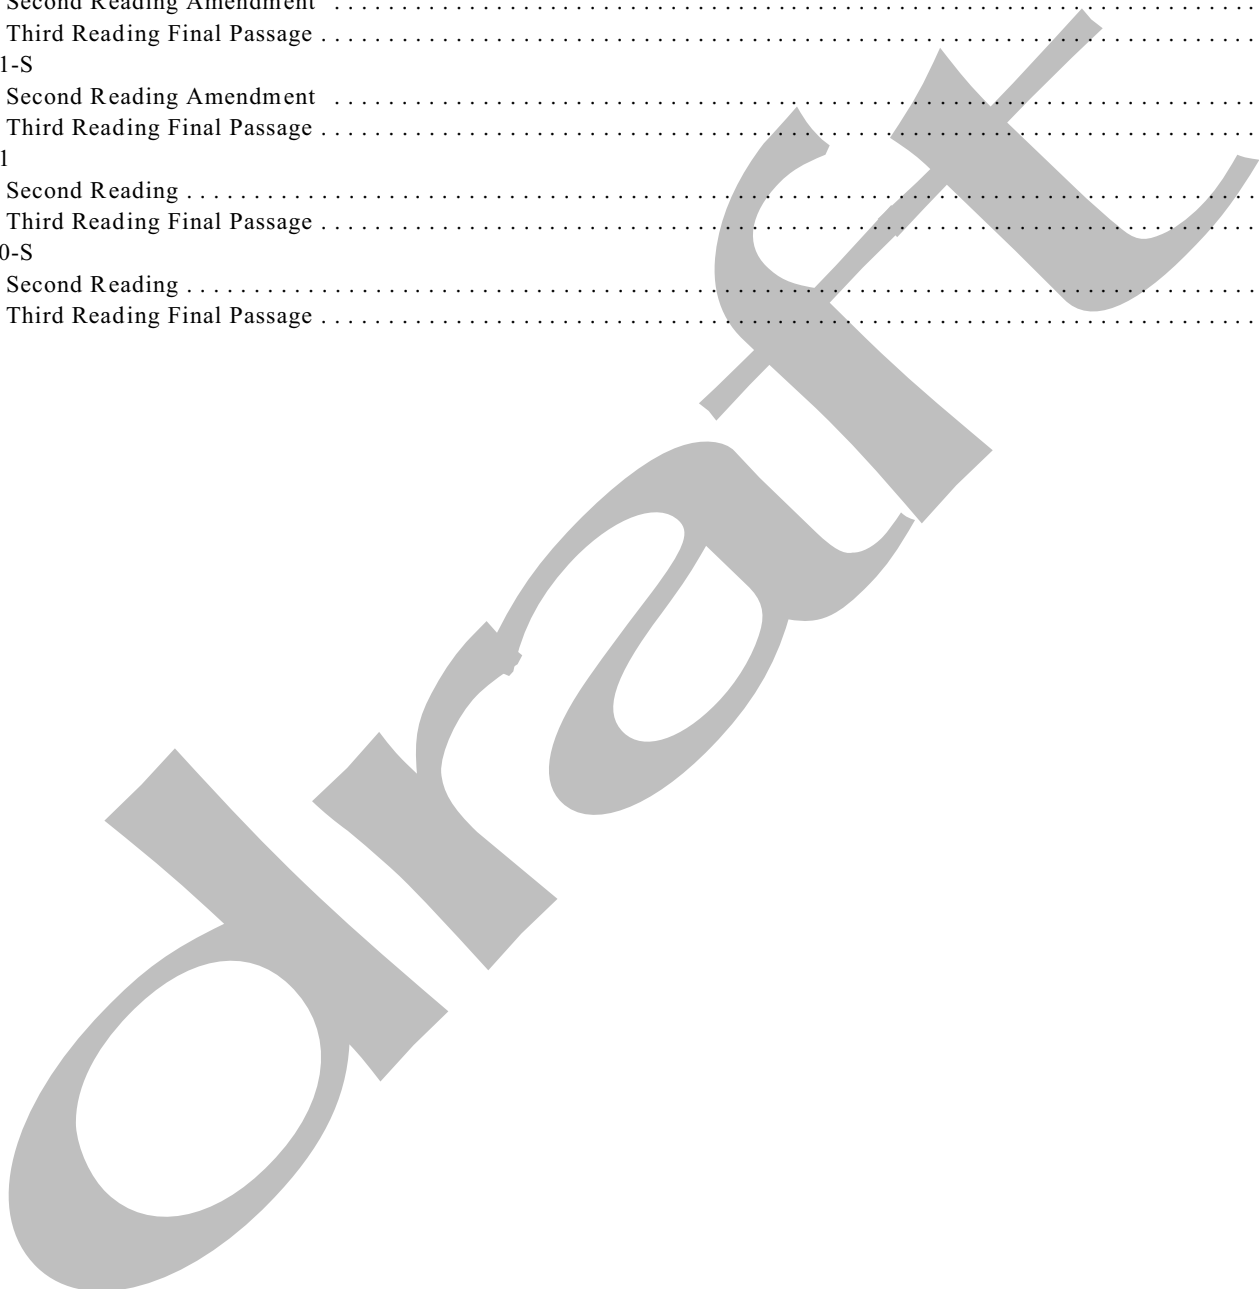 Second Reading Amendment . . . . . . . . . . . . . . . . . . . . . . . . . . . . . . . . . . . . . . . . . . . . . . . . . . . . . . . . . . . . . . . . . . . .
Third Reading Final Passage . . . . . . . . . . . . . . . . . . . . . . . . . . . . . . . . . . . . . . . . . . . . . . . . . . . . . . . . . . . . . . . . . . . . .
1-S
Second Reading Amendment . . . . . . . . . . . . . . . . . . . . . . . . . . . . . . . . . . . . . . . . . . . . . . . . . . . . . . . . . . . . . . . . . . . .
Third Reading Final Passage . . . . . . . . . . . . . . . . . . . . . . . . . . . . . . . . . . . . . . . . . . . . . . . . . . . . . . . . . . . . . . . . . . . . .
1
Second Reading . . . . . . . . . . . . . . . . . . . . . . . . . . . . . . . . . . . . . . . . . . . . . . . . . . . . . . . . . . . . . . . . . . . . . . . . . . . . . . .
Third Reading Final Passage . . . . . . . . . . . . . . . . . . . . . . . . . . . . . . . . . . . . . . . . . . . . . . . . . . . . . . . . . . . . . . . . . . . . .
0-S
Second Reading . . . . . . . . . . . . . . . . . . . . . . . . . . . . . . . . . . . . . . . . . . . . . . . . . . . . . . . . . . . . . . . . . . . . . . . . . . . . . . .
Third Reading Final Passage . . . . . . . . . . . . . . . . . . . . . . . . . . . . . . . . . . . . . . . . . . . . . . . . . . . . . . . . . . . . . . . . . . . . .
draft